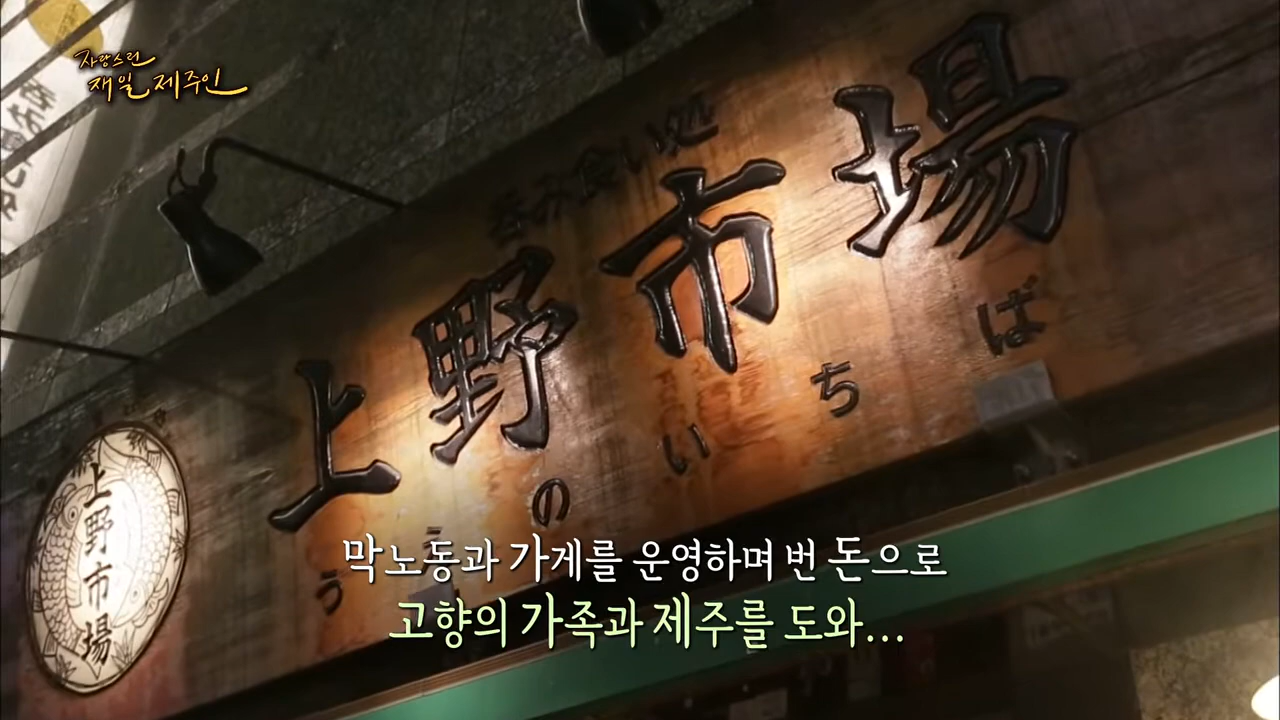 자랑스런
재일 제주인
呑み食い処
上野市場
うえのいちば
上野市場
막노동과 가게를 운영하며 번 돈으로
고향의 가족과 제주를 도와...